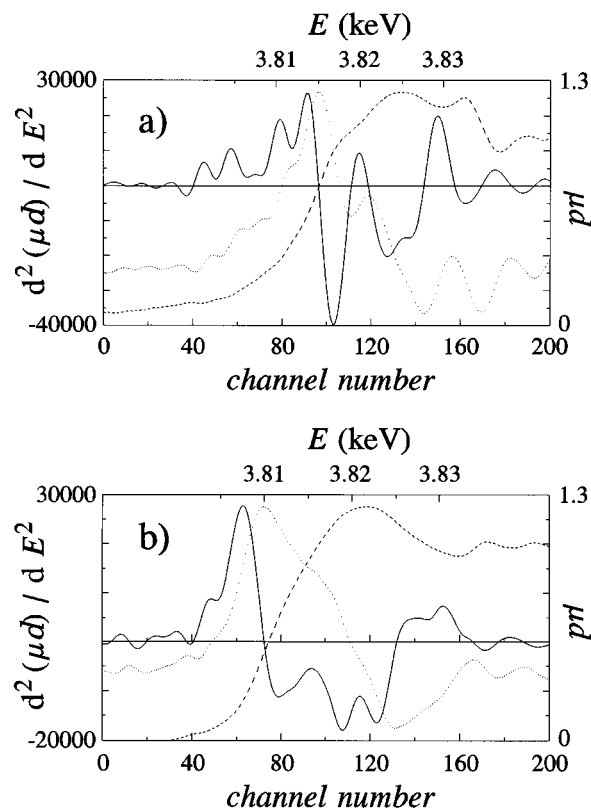 E (keV)
3.81 3.82 3.83
30000 1.3
a)
d² (μd) / d E²
μd
-40000 0
0 40 80 120 160 200
channel number
E (keV)
3.81 3.82 3.83
30000 1.3
b)
d² (μd) / d E²
μd
-20000 0
0 40 80 120 160 200
channel number